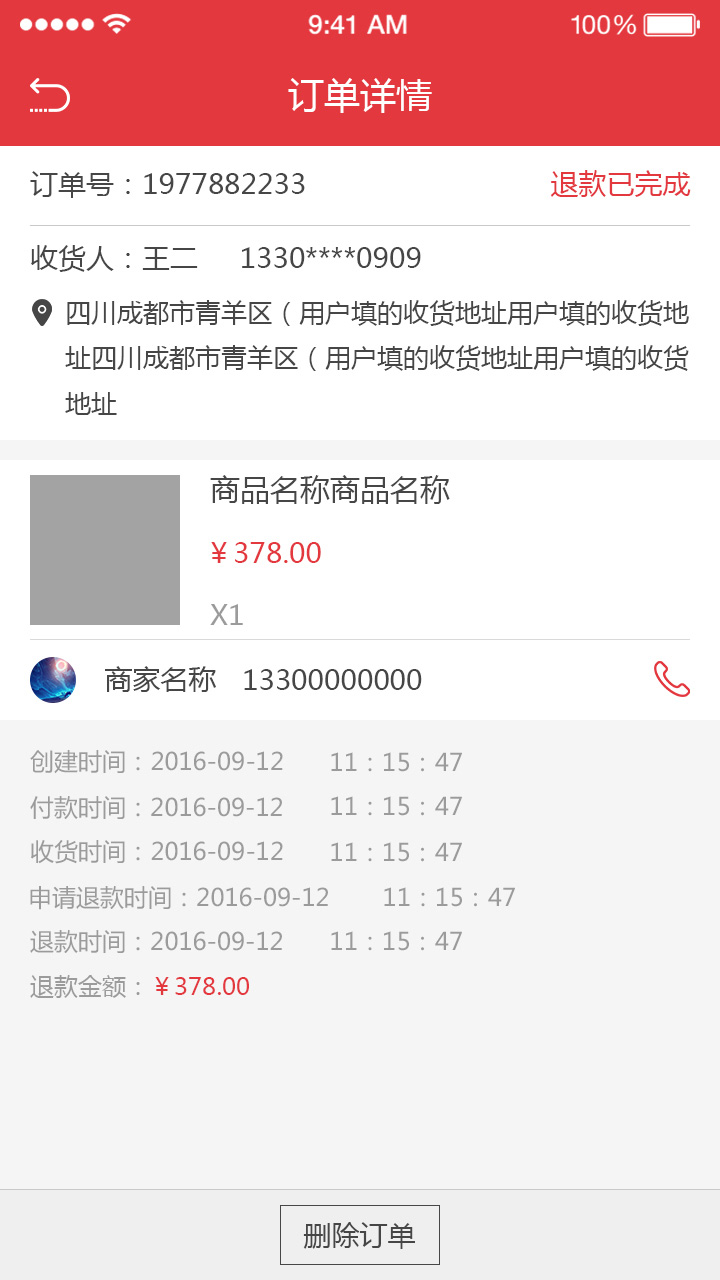 9:41 AM 100%
订单详情
订单号：1977882233 退款已完成
收货人：王二 1330****0909
四川成都市青羊区（用户填的收货地址用户填的收货地
址四川成都市青羊区（用户填的收货地址用户填的收货
地址
商品名称商品名称
￥378.00
X1
商家名称 13300000000
创建时间：2016-09-12 11：15：47
付款时间：2016-09-12 11：15：47
收货时间：2016-09-12 11：15：47
申请退款时间：2016-09-12 11：15：47
退款时间：2016-09-12 11：15：47
退款金额：￥378.00
删除订单